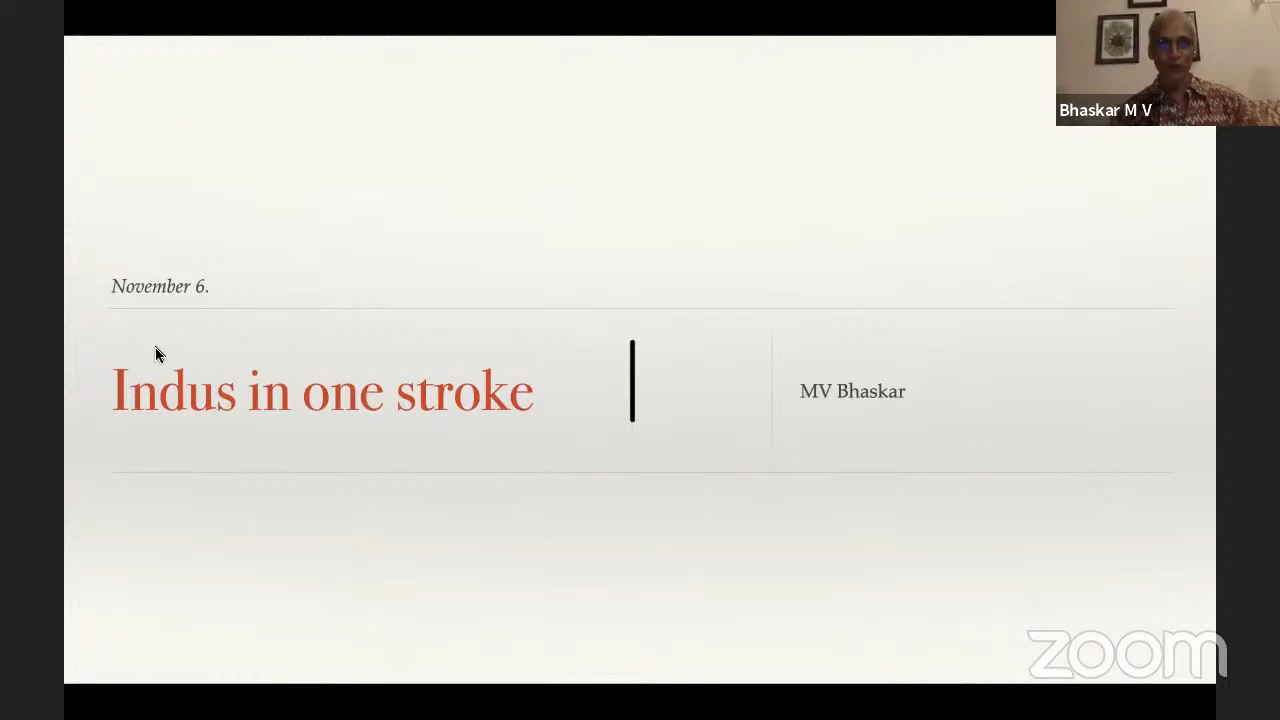 Bhaskar M V
November 6.
Indus in one stroke
MV Bhaskar
zoom